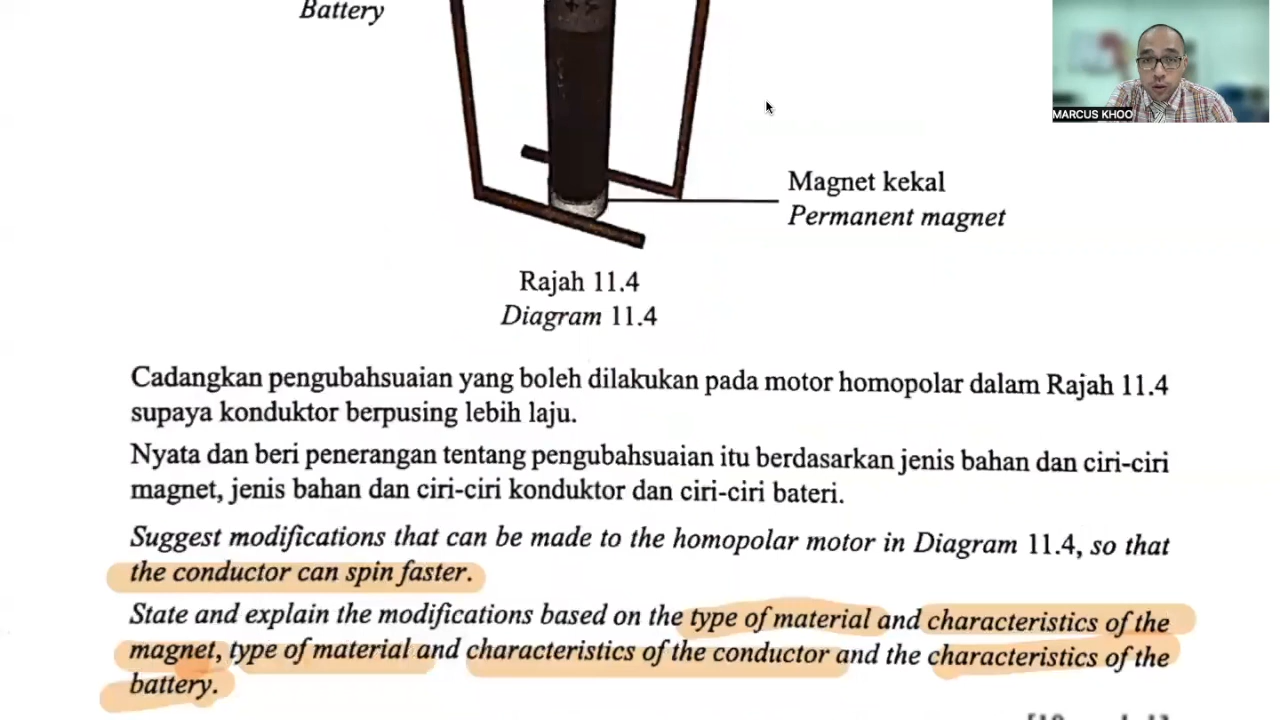 Battery
MARCUS KHOO
Magnet kekal
Permanent magnet
Rajah 11.4
Diagram 11.4
Cadangkan pengubahsuaian yang boleh dilakukan pada motor homopolar dalam Rajah 11.4
supaya konduktor berpusing lebih laju.
Nyata dan beri penerangan tentang pengubahsuaian itu berdasarkan jenis bahan dan ciri-ciri
magnet, jenis bahan dan ciri-ciri konduktor dan ciri-ciri bateri.
Suggest modifications that can be made to the homopolar motor in Diagram 11.4, so that
the conductor can spin faster.
State and explain the modifications based on the type of material and characteristics of the
magnet, type of material and characteristics of the conductor and the characteristics of the
battery.